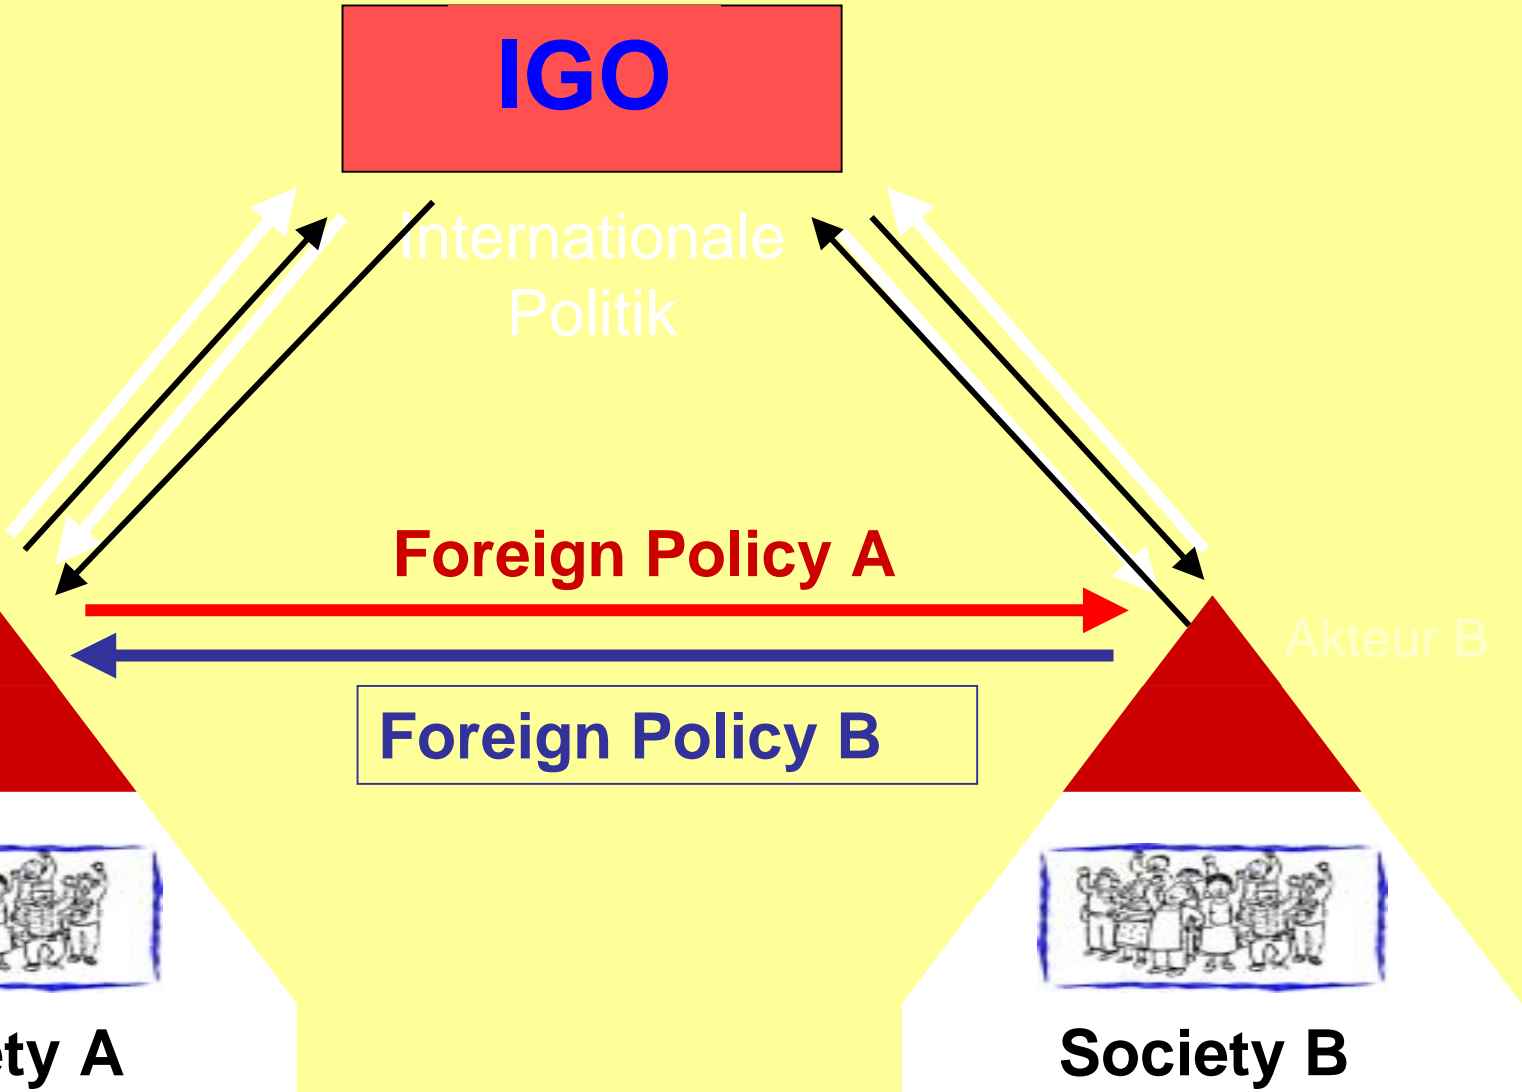 IGO
Internationale
Politik
Foreign Policy A
Akteur B
Foreign Policy B
ety A
Society B